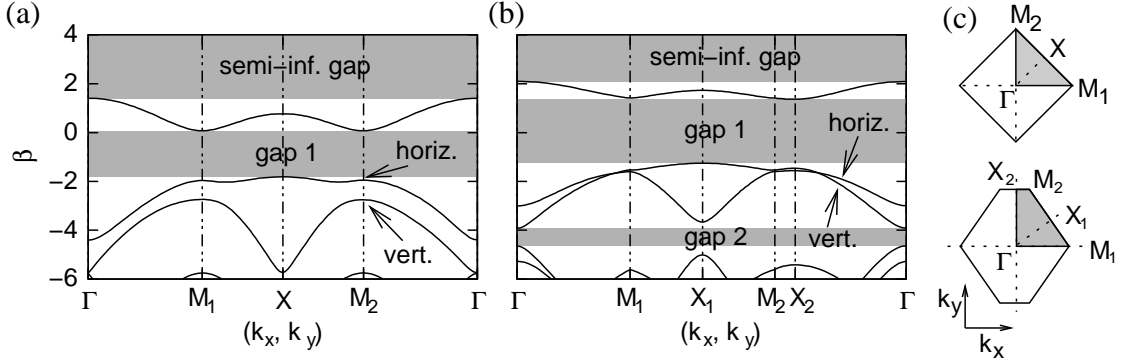 (a)
4
2
0
−2
−4
−6
β
semi−inf. gap
gap 1
horiz.
vert.
Γ M1 X M2 Γ
(kx, ky)
(b)
semi−inf. gap
gap 1
horiz.
vert.
gap 2
Γ M1 X1 M2 X2 Γ
(kx, ky)
(c)
M2
X
Γ
M1
X2 M2
X1
Γ
M1
ky
kx